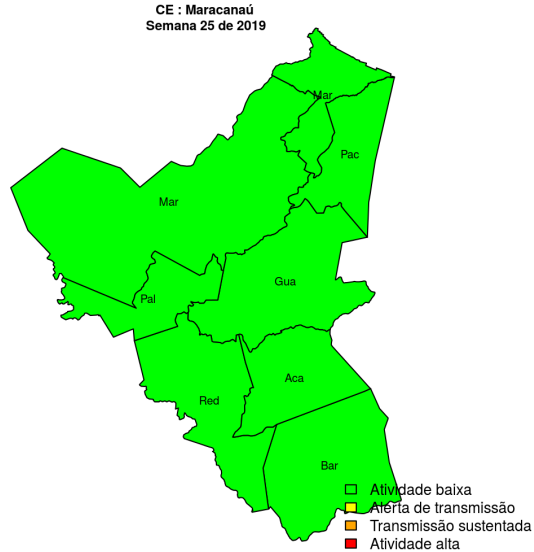 CE : Maracanaú
Semana 25 de 2019
Mar
Pac
Mar
Gua
Pal
Aca
Red
Bar
Atividade baixa
Alerta de transmissão
Transmissão sustentada
Atividade alta